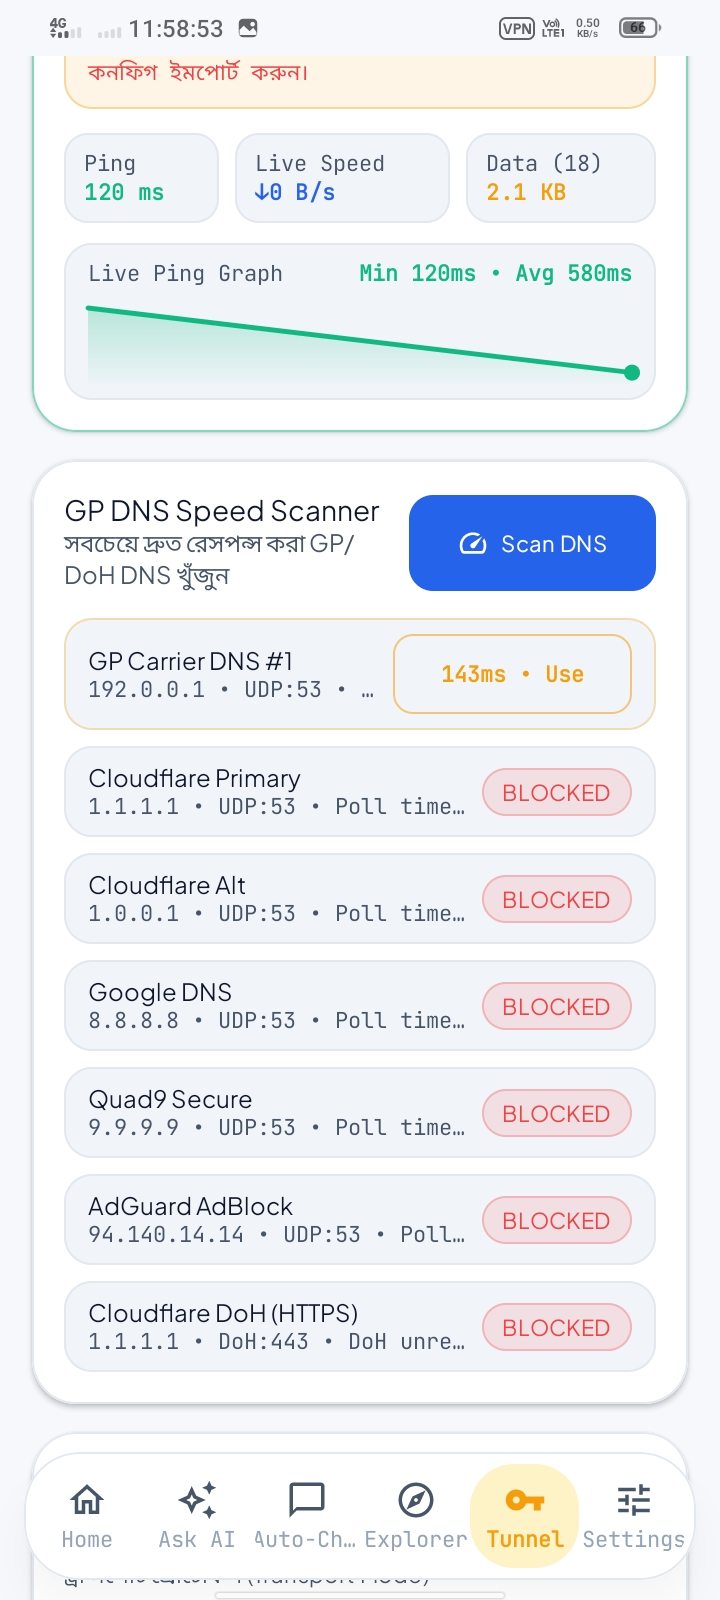 4G 11:58:53 VPN Vo) LTE1 0.50 KB/s 66
কনফিগ ইমপোর্ট করুন।
Ping Live Speed Data (18)
120 ms ↓0 B/s 2.1 KB
Live Ping Graph Min 120ms • Avg 580ms
GP DNS Speed Scanner
সবচেয়ে দ্রুত রেসপন্স করা GP/
DoH DNS খুঁজুন
Scan DNS
GP Carrier DNS #1
192.0.0.1 • UDP:53 • …
143ms • Use
Cloudflare Primary
1.1.1.1 • UDP:53 • Poll time…
BLOCKED
Cloudflare Alt
1.0.0.1 • UDP:53 • Poll time…
BLOCKED
Google DNS
8.8.8.8 • UDP:53 • Poll time…
BLOCKED
Quad9 Secure
9.9.9.9 • UDP:53 • Poll time…
BLOCKED
AdGuard AdBlock
94.140.14.14 • UDP:53 • Poll…
BLOCKED
Cloudflare DoH (HTTPS)
1.1.1.1 • DoH:443 • DoH unre…
BLOCKED
Home Ask AI Auto-Ch… Explorer Tunnel Settings
(Transport Mode)